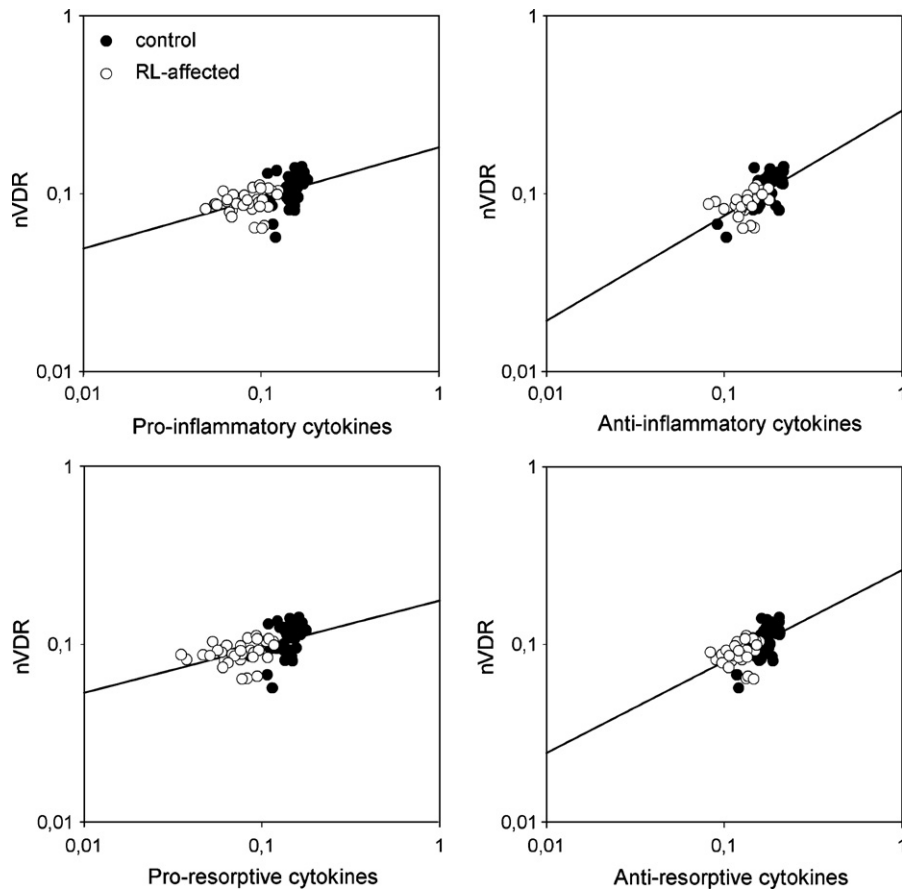 1
control
RL-affected
nVDR
0,1
0,01
0,01
0,1
1
Pro-inflammatory cytokines
1
nVDR
0,1
0,01
0,01
0,1
1
Anti-inflammatory cytokines
1
nVDR
0,1
0,01
0,01
0,1
1
Pro-resorptive cytokines
1
nVDR
0,1
0,01
0,01
0,1
1
Anti-resorptive cytokines